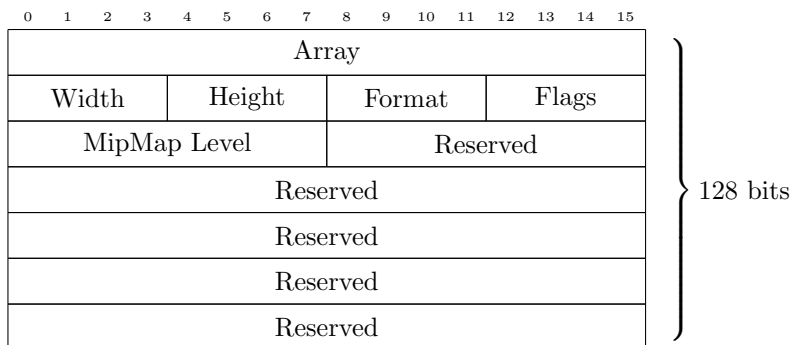 0 1 2 3 4 5 6 7 8 9 10 11 12 13 14 15
Array
Width Height Format Flags
MipMap Level Reserved
Reserved
128 bits
Reserved
Reserved
Reserved